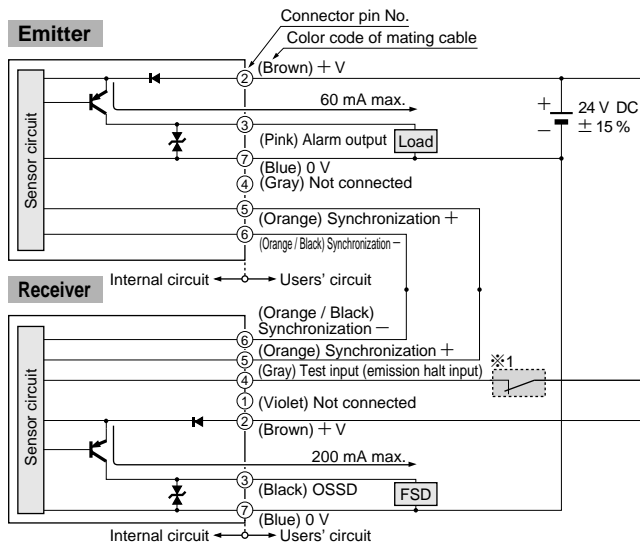 Connector pin No.
Color code of mating cable
Emitter
② (Brown) + V
60 mA max.
③
(Pink) Alarm output Load
⑦
(Blue) 0 V
④ (Gray) Not connected
⑤
(Orange) Synchronization +
⑥
(Orange / Black) Synchronization −
Sensor circuit
+
−
24 V DC
± 15 %
Internal circuit Users' circuit
Receiver
(Orange / Black)
Synchronization −
⑥
(Orange) Synchronization +
⑤
④ (Gray) Test input (emission halt input)
※1
① (Violet) Not connected
②
(Brown) + V
200 mA max.
③
(Black) OSSD FSD
⑦
(Blue) 0 V
Sensor circuit
Internal circuit Users' circuit